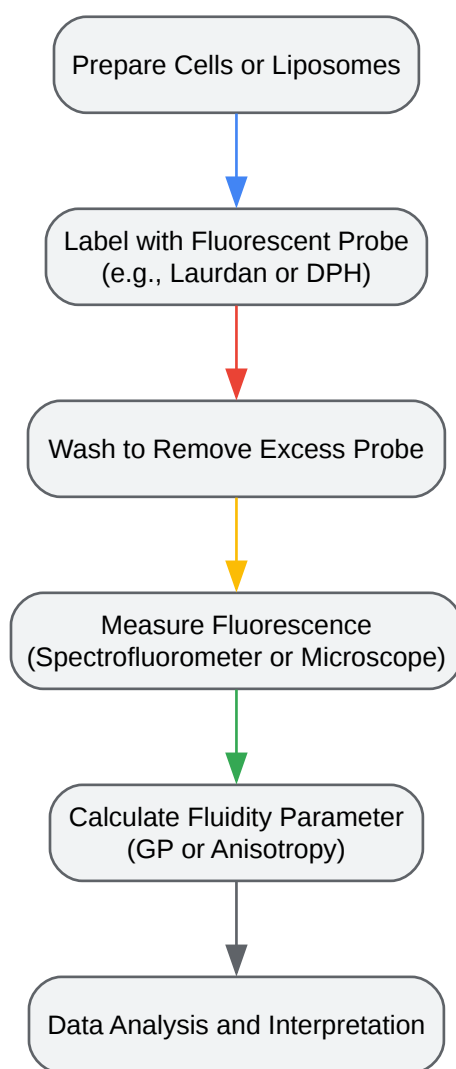 Prepare Cells or Liposomes
Label with Fluorescent Probe
(e.g., Laurdan or DPH)
Wash to Remove Excess Probe
Measure Fluorescence
(Spectrofluorometer or Microscope)
Calculate Fluidity Parameter
(GP or Anisotropy)
Data Analysis and Interpretation